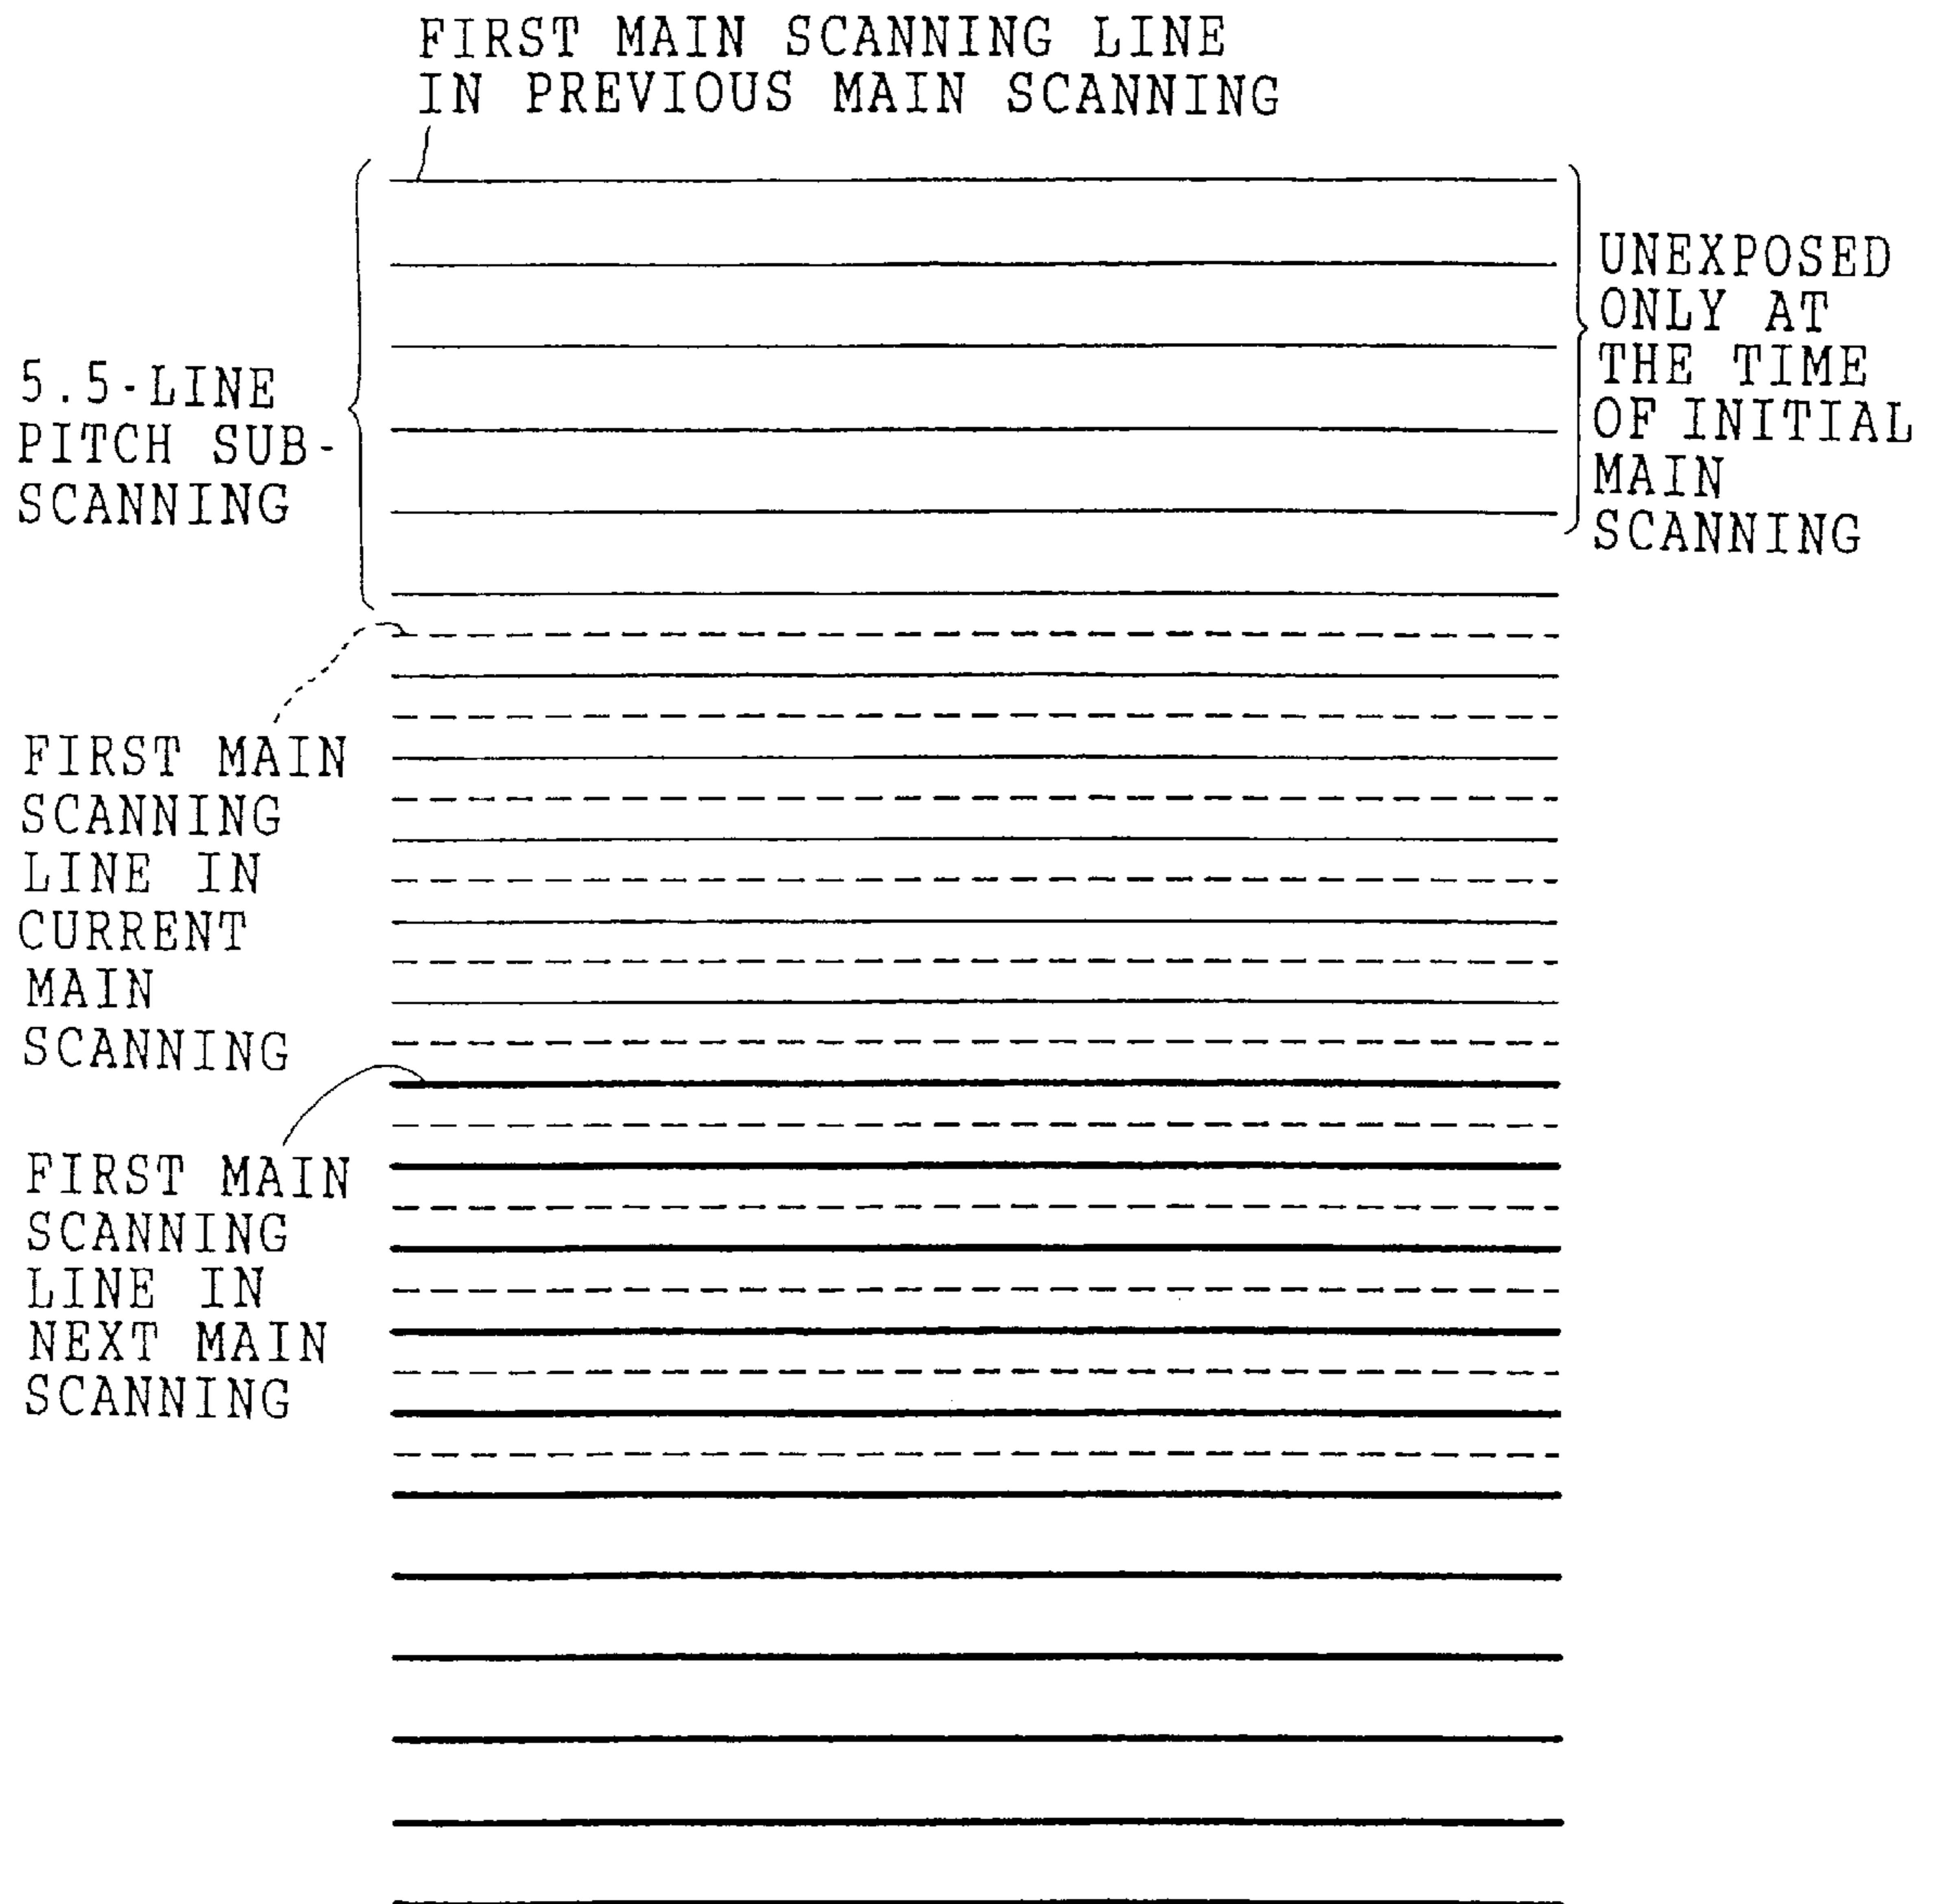 FIRST MAIN SCANNING LINE
IN PREVIOUS MAIN SCANNING
UNEXPOSED
ONLY AT
THE TIME
OF INITIAL
MAIN
SCANNING
5.5-LINE
PITCH SUB-
SCANNING
FIRST MAIN
SCANNING
LINE IN
CURRENT
MAIN
SCANNING
FIRST MAIN
SCANNING
LINE IN
NEXT MAIN
SCANNING